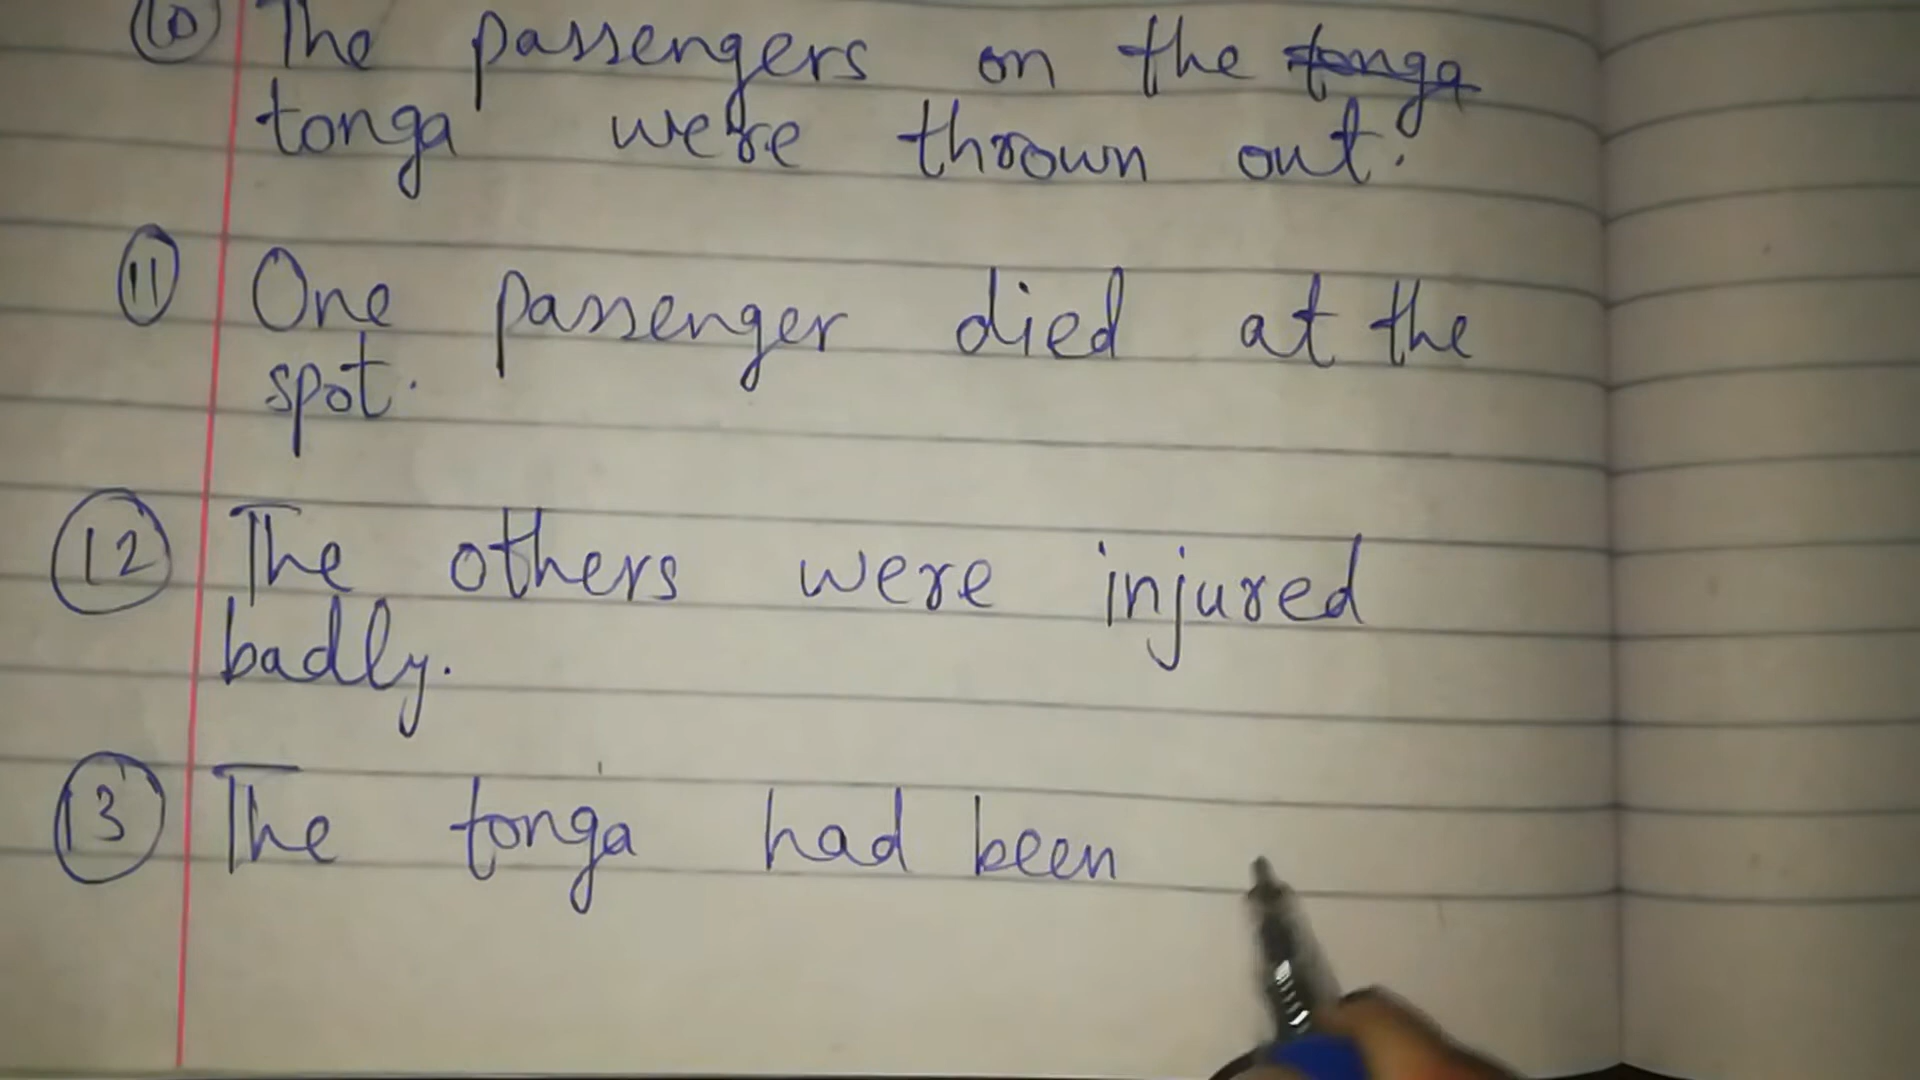 10 The passengers on the tonga
tonga were thrown out.
11 One passenger died at the
spot.
12 The others were injured
badly.
13 The tonga had been